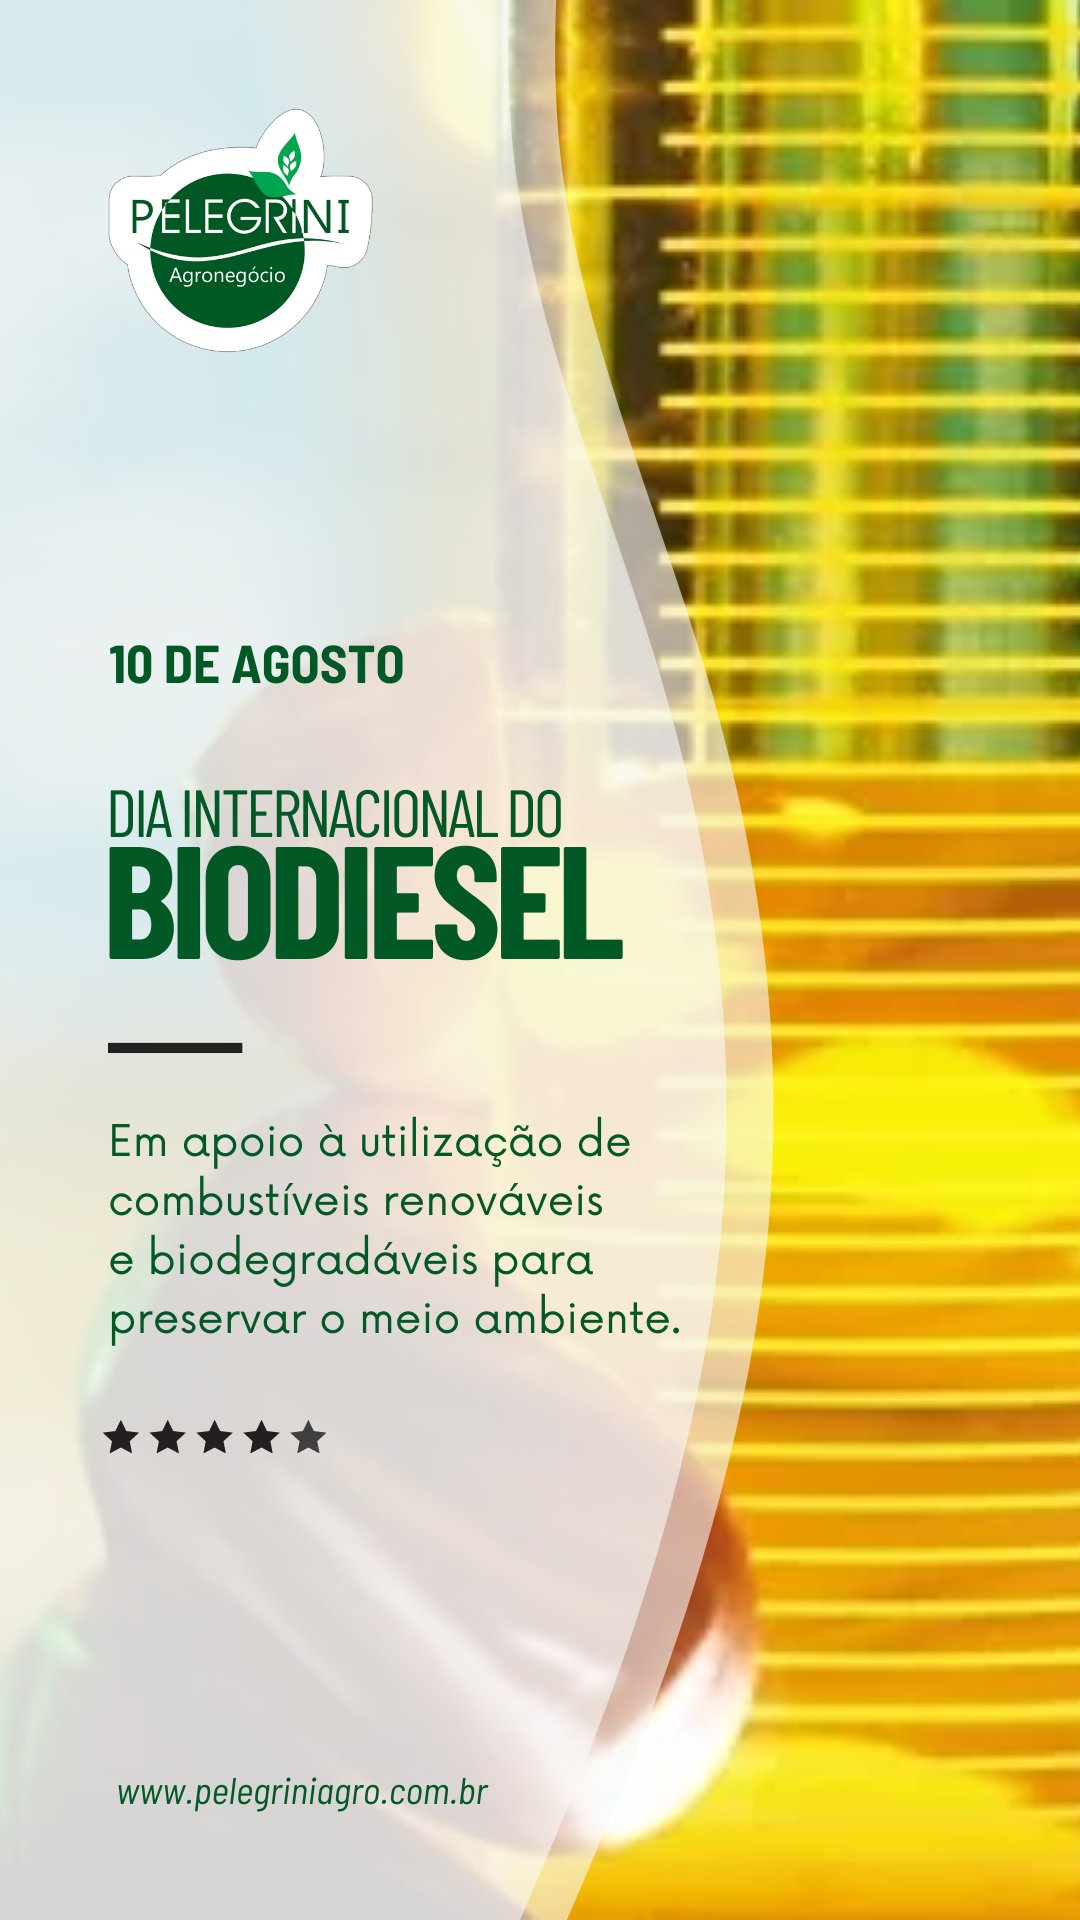 PELEGRINI
Agronegócio
10 DE AGOSTO
DIA INTERNACIONAL DO
BIODIESEL
Em apoio à utilização de
combustíveis renováveis
e biodegradáveis para
preservar o meio ambiente.
www.pelegriniagro.com.br